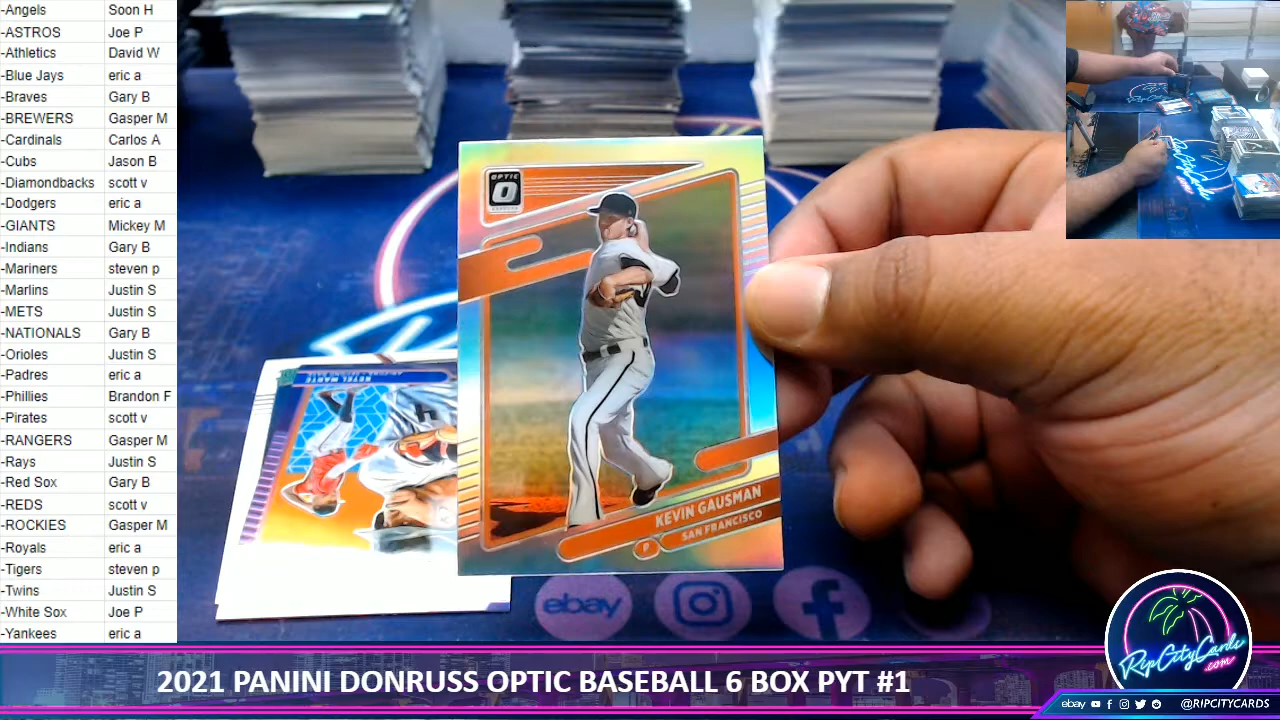 -Angels Soon H
-ASTROS Joe P
-Athletics David W
-Blue Jays eric a
-Braves Gary B
-BREWERS Gasper M
-Cardinals Carlos A
-Cubs Jason B
-Diamondbacks scott v
-Dodgers eric a
-GIANTS Mickey M
-Indians Gary B
-Mariners steven p
-Marlins Justin S
-METS Justin S
-NATIONALS Gary B
-Orioles Justin S
-Padres eric a
-Phillies Brandon F
-Pirates scott v
-RANGERS Gasper M
-Rays Justin S
-Red Sox Gary B
-REDS scott v
-ROCKIES Gasper M
-Royals eric a
-Tigers steven p
-Twins Justin S
-White Sox Joe P
-Yankees eric a
OPTIC
O
KEVIN GAUSMAN
P SAN FRANCISCO
KETEL MARTE
ebay
RipCityCards
.com
2021 PANINI DONRUSS OPTIC BASEBALL 6 BOX PYT #1
ebay @RIPCITYCARDS